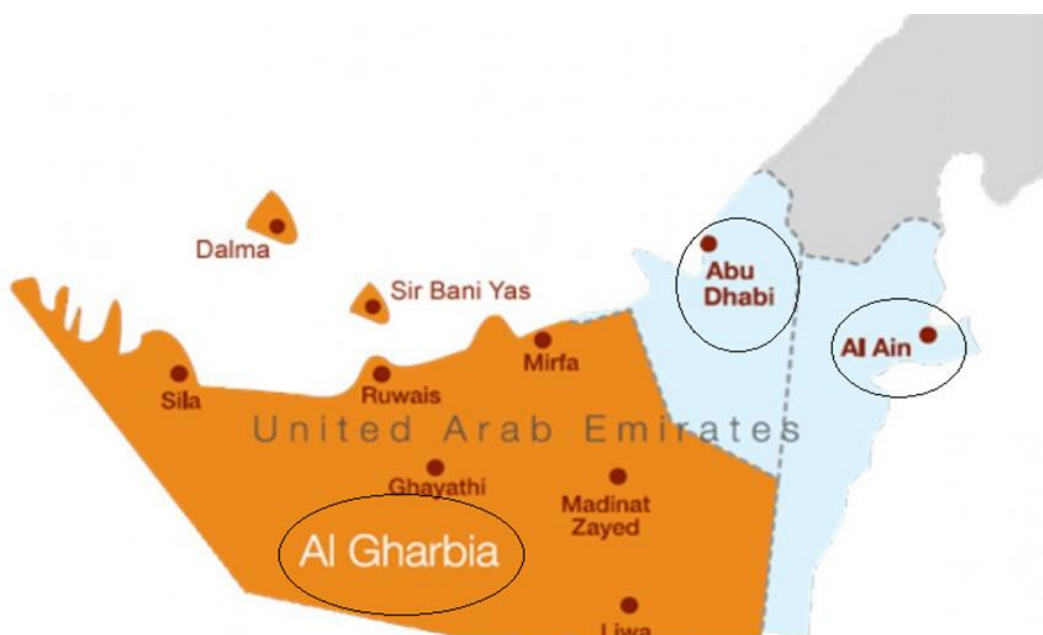 Dalma
Sir Bani Yas
Abu
Dhabi
Al Ain
Mirfa
Sila
Ruwais
United Arab Emirates
Ghayathi
Madinat
Zayed
Al Gharbia
Liwa